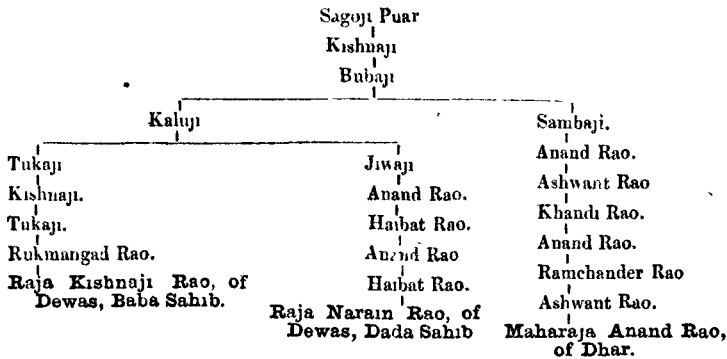 Sagoji Puar
Kishnaji
Bubaji
Kaluji
Sambaji.
Tukaji
Jiwaji
Anand Rao.
Kishnaji.
Anand Rao.
Ashwant Rao
Tukaji.
Haibat Rao.
Khandi Rao.
Rukmangad Rao.
Anand Rao
Anand Rao.
Raja Kishnaji Rao, of
Dewas, Baba Sahib.
Haibat Rao.
Ramchander Rao
Raja Narain Rao, of
Dewas, Dada Sahib
Ashwant Rao.
Maharaja Anand Rao,
of Dhar.